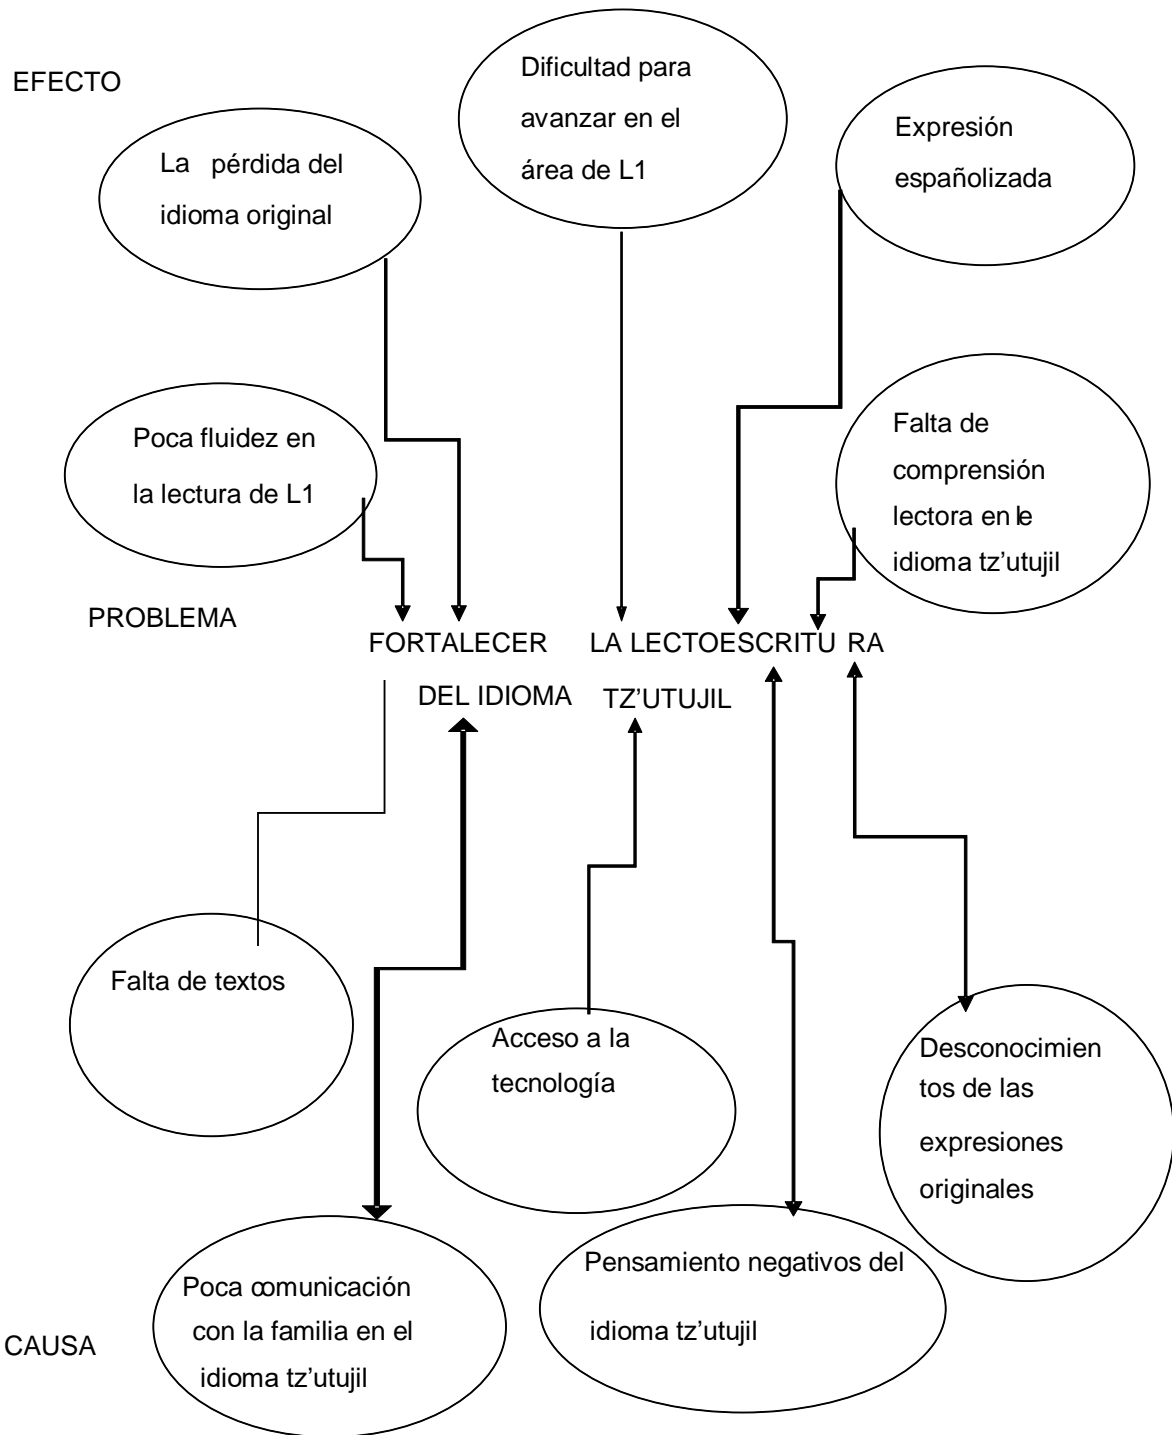 EFECTO
La pérdida del
idioma original
Dificultad para
avanzar en el
área de L1
Expresión
españolizada
Poca fluidez en
la lectura de L1
Falta de
comprensión
lectora en le
idioma tz'utujil
PROBLEMA
FORTALECER LA LECTOESCRITU RA
DEL IDIOMA TZ'UTUJIL
Falta de textos
Acceso a la
tecnología
Desconocimien
tos de las
expresiones
originales
Poca comunicación
con la familia en el
idioma tz'utujil
Pensamiento negativos del
idioma tz'utujil
CAUSA